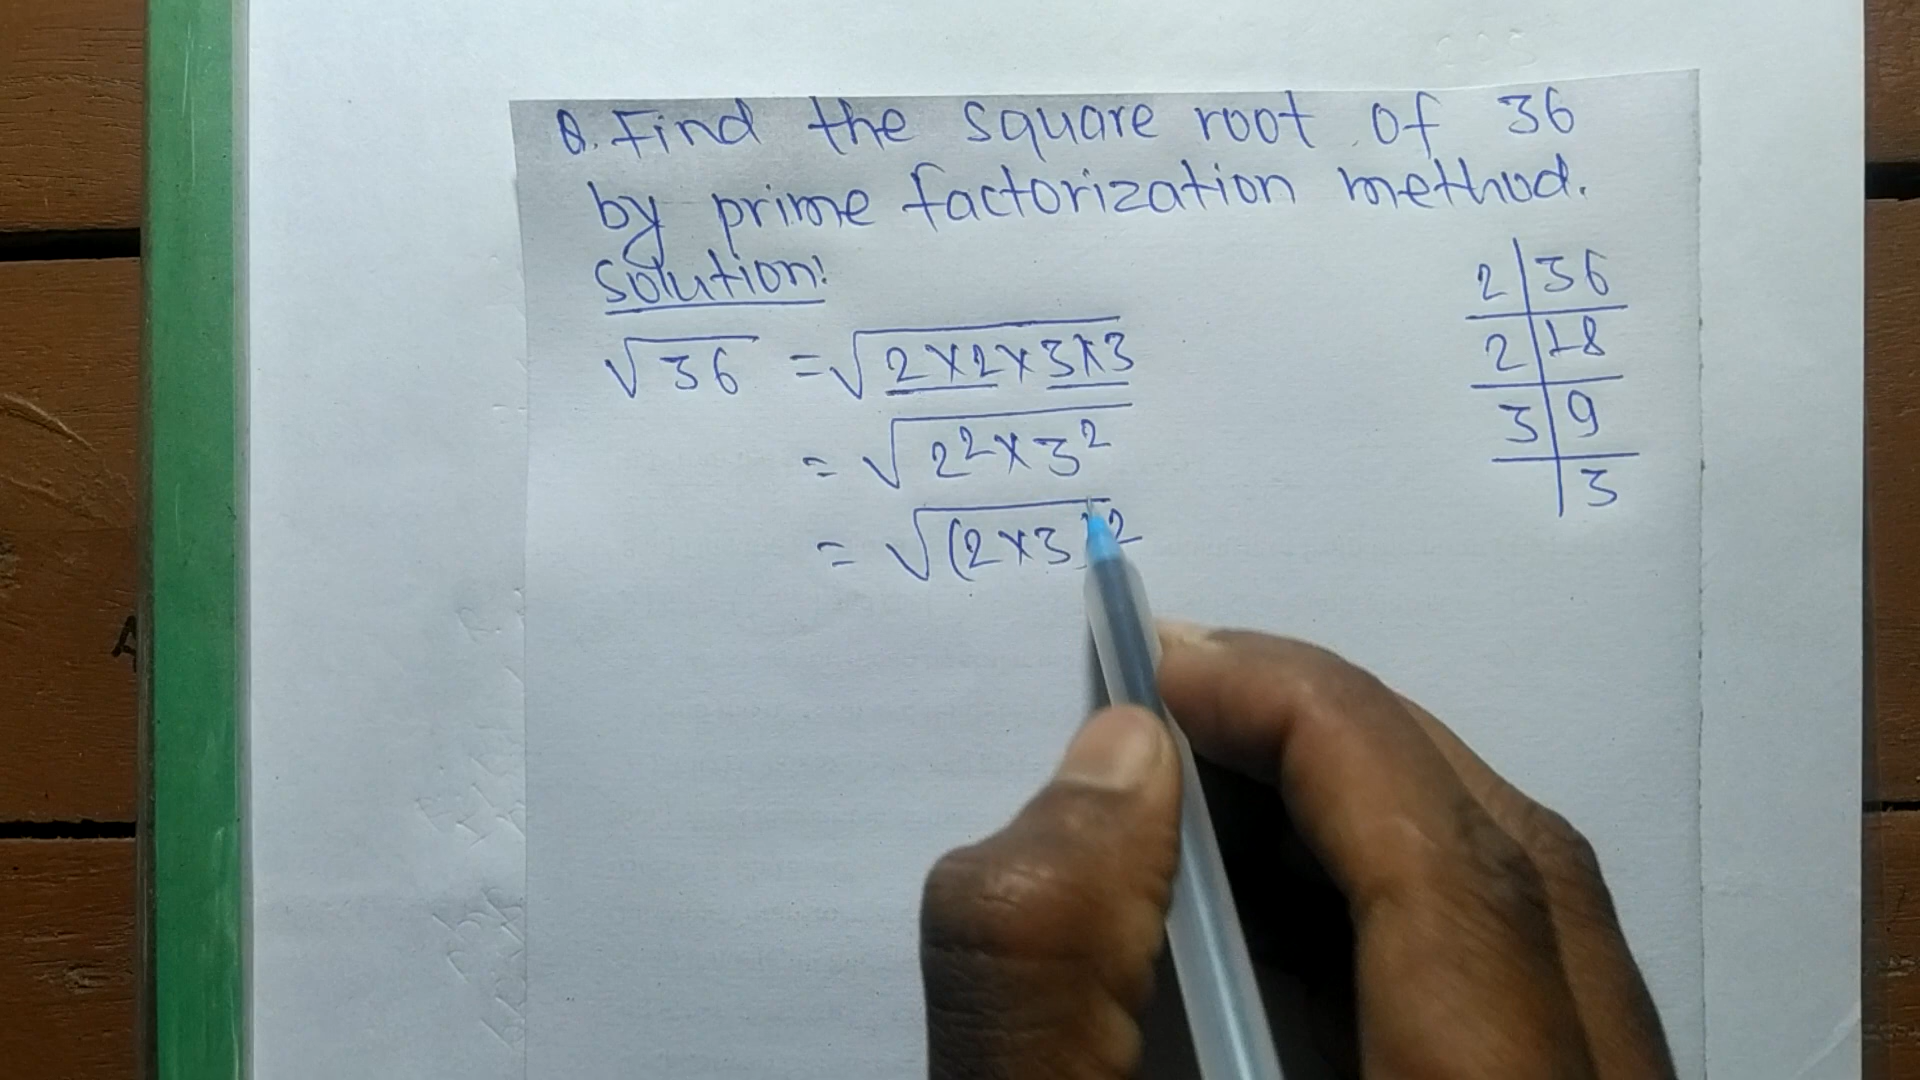 Q. Find the square root of 36
by prime factorization method.
Solution:
√36 = √2×2×3×3
= √2²×3²
= √(2×3)²
2|36
2|18
3|9
|3